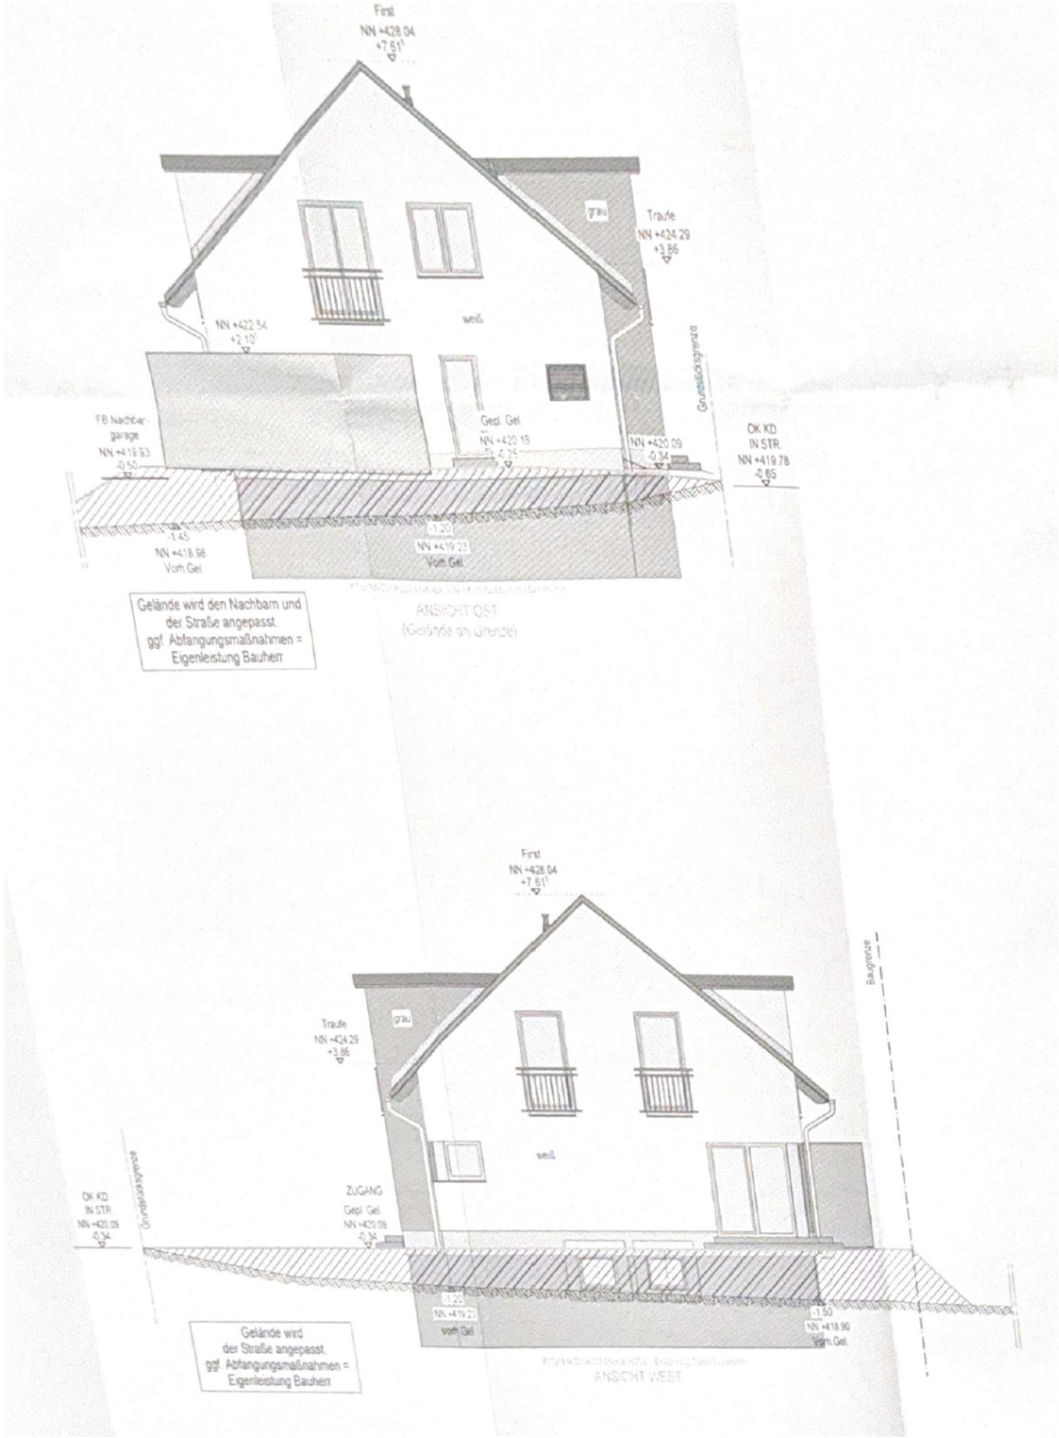 First
NN +428.04
+7.61⁵
grau
Traufe
NN +424.29
+3.86
weiß
NN +422.54
+2.10⁵
Grundstücksgrenze
FB Nachbar-
garage
NN +419.93
-0.50
Gepl. Gel.
NN +420.18
-0.25
NN +420.09
-0.34
OK KD
IN STR.
NN +419.78
-0.65
-1.45
NN +418.98
Vorh.Gel.
-1.20
NN +419.23
Vorh.Gel.
ANSICHT OST
(Gelände an Grenze)
Gelände wird den Nachbarn und
der Straße angepasst.
ggf. Abfangungsmaßnahmen =
Eigenleistung Bauherr
First
NN +428.04
+7.61⁵
Baugrenze
grau
Traufe
NN +424.29
+3.86
weiß
Grundstücksgrenze
ZUGANG
Gepl. Gel.
NN +420.09
-0.34
OK KD
IN STR.
NN +420.09
-0.34
-1.20
NN +419.23
vorh.Gel.
-1.50
NN +418.90
Vorh.Gel.
Gelände wird
der Straße angepasst.
ggf. Abfangungsmaßnahmen =
Eigenleistung Bauherr
ANSICHT WEST